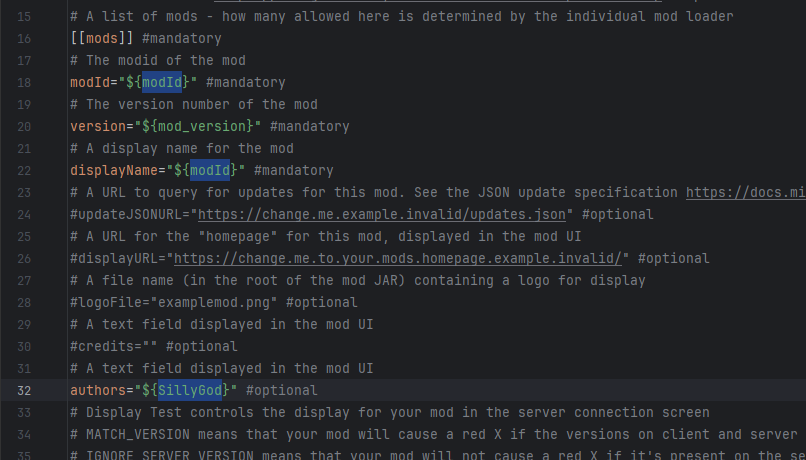 15 # A list of mods - how many allowed here is determined by the individual mod loader
16 [[mods]] #mandatory
17 # The modid of the mod
18 modId="${modId}" #mandatory
19 # The version number of the mod
20 version="${mod_version}" #mandatory
21 # A display name for the mod
22 displayName="${modId}" #mandatory
23 # A URL to query for updates for this mod. See the JSON update specification https://docs.mi
24 #updateJSONURL="https://change.me.example.invalid/updates.json" #optional
25 # A URL for the "homepage" for this mod, displayed in the mod UI
26 #displayURL="https://change.me.to.your.mods.homepage.example.invalid/" #optional
27 # A file name (in the root of the mod JAR) containing a logo for display
28 #logoFile="examplemod.png" #optional
29 # A text field displayed in the mod UI
30 #credits="" #optional
31 # A text field displayed in the mod UI
32 authors="${SillyGod}" #optional
33 # Display Test controls the display for your mod in the server connection screen
34 # MATCH_VERSION means that your mod will cause a red X if the versions on client and server
35 # IGNORE_SERVER_VERSION means that your mod will not cause a red X if it's present on the se